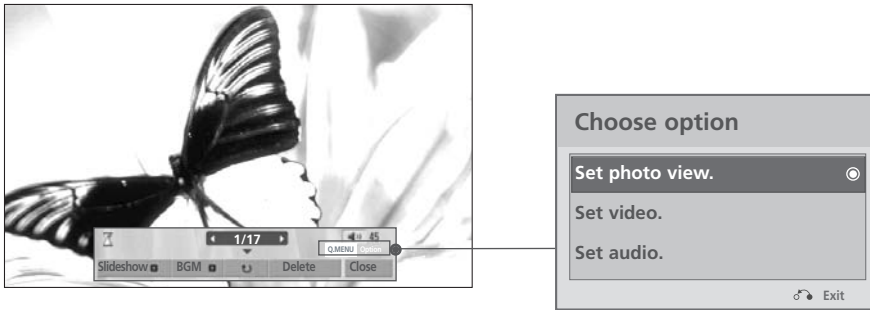 1/17
45
Q.MENU Option
Slideshow BGM Delete Close
Choose option
Set photo view.
Set video.
Set audio.
Exit